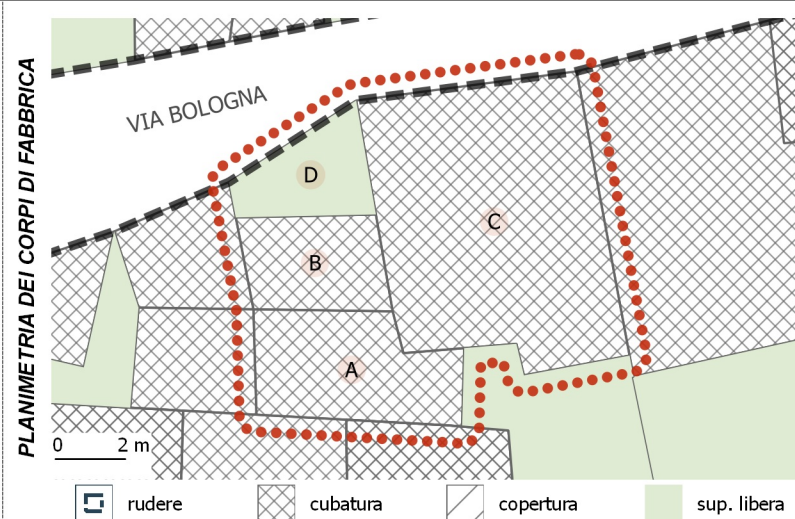 PLANIMETRIA DEI CORPI DI FABBRICA
VIA BOLOGNA
D
C
B
A
0 2 m
rudere cubatura copertura sup. libera